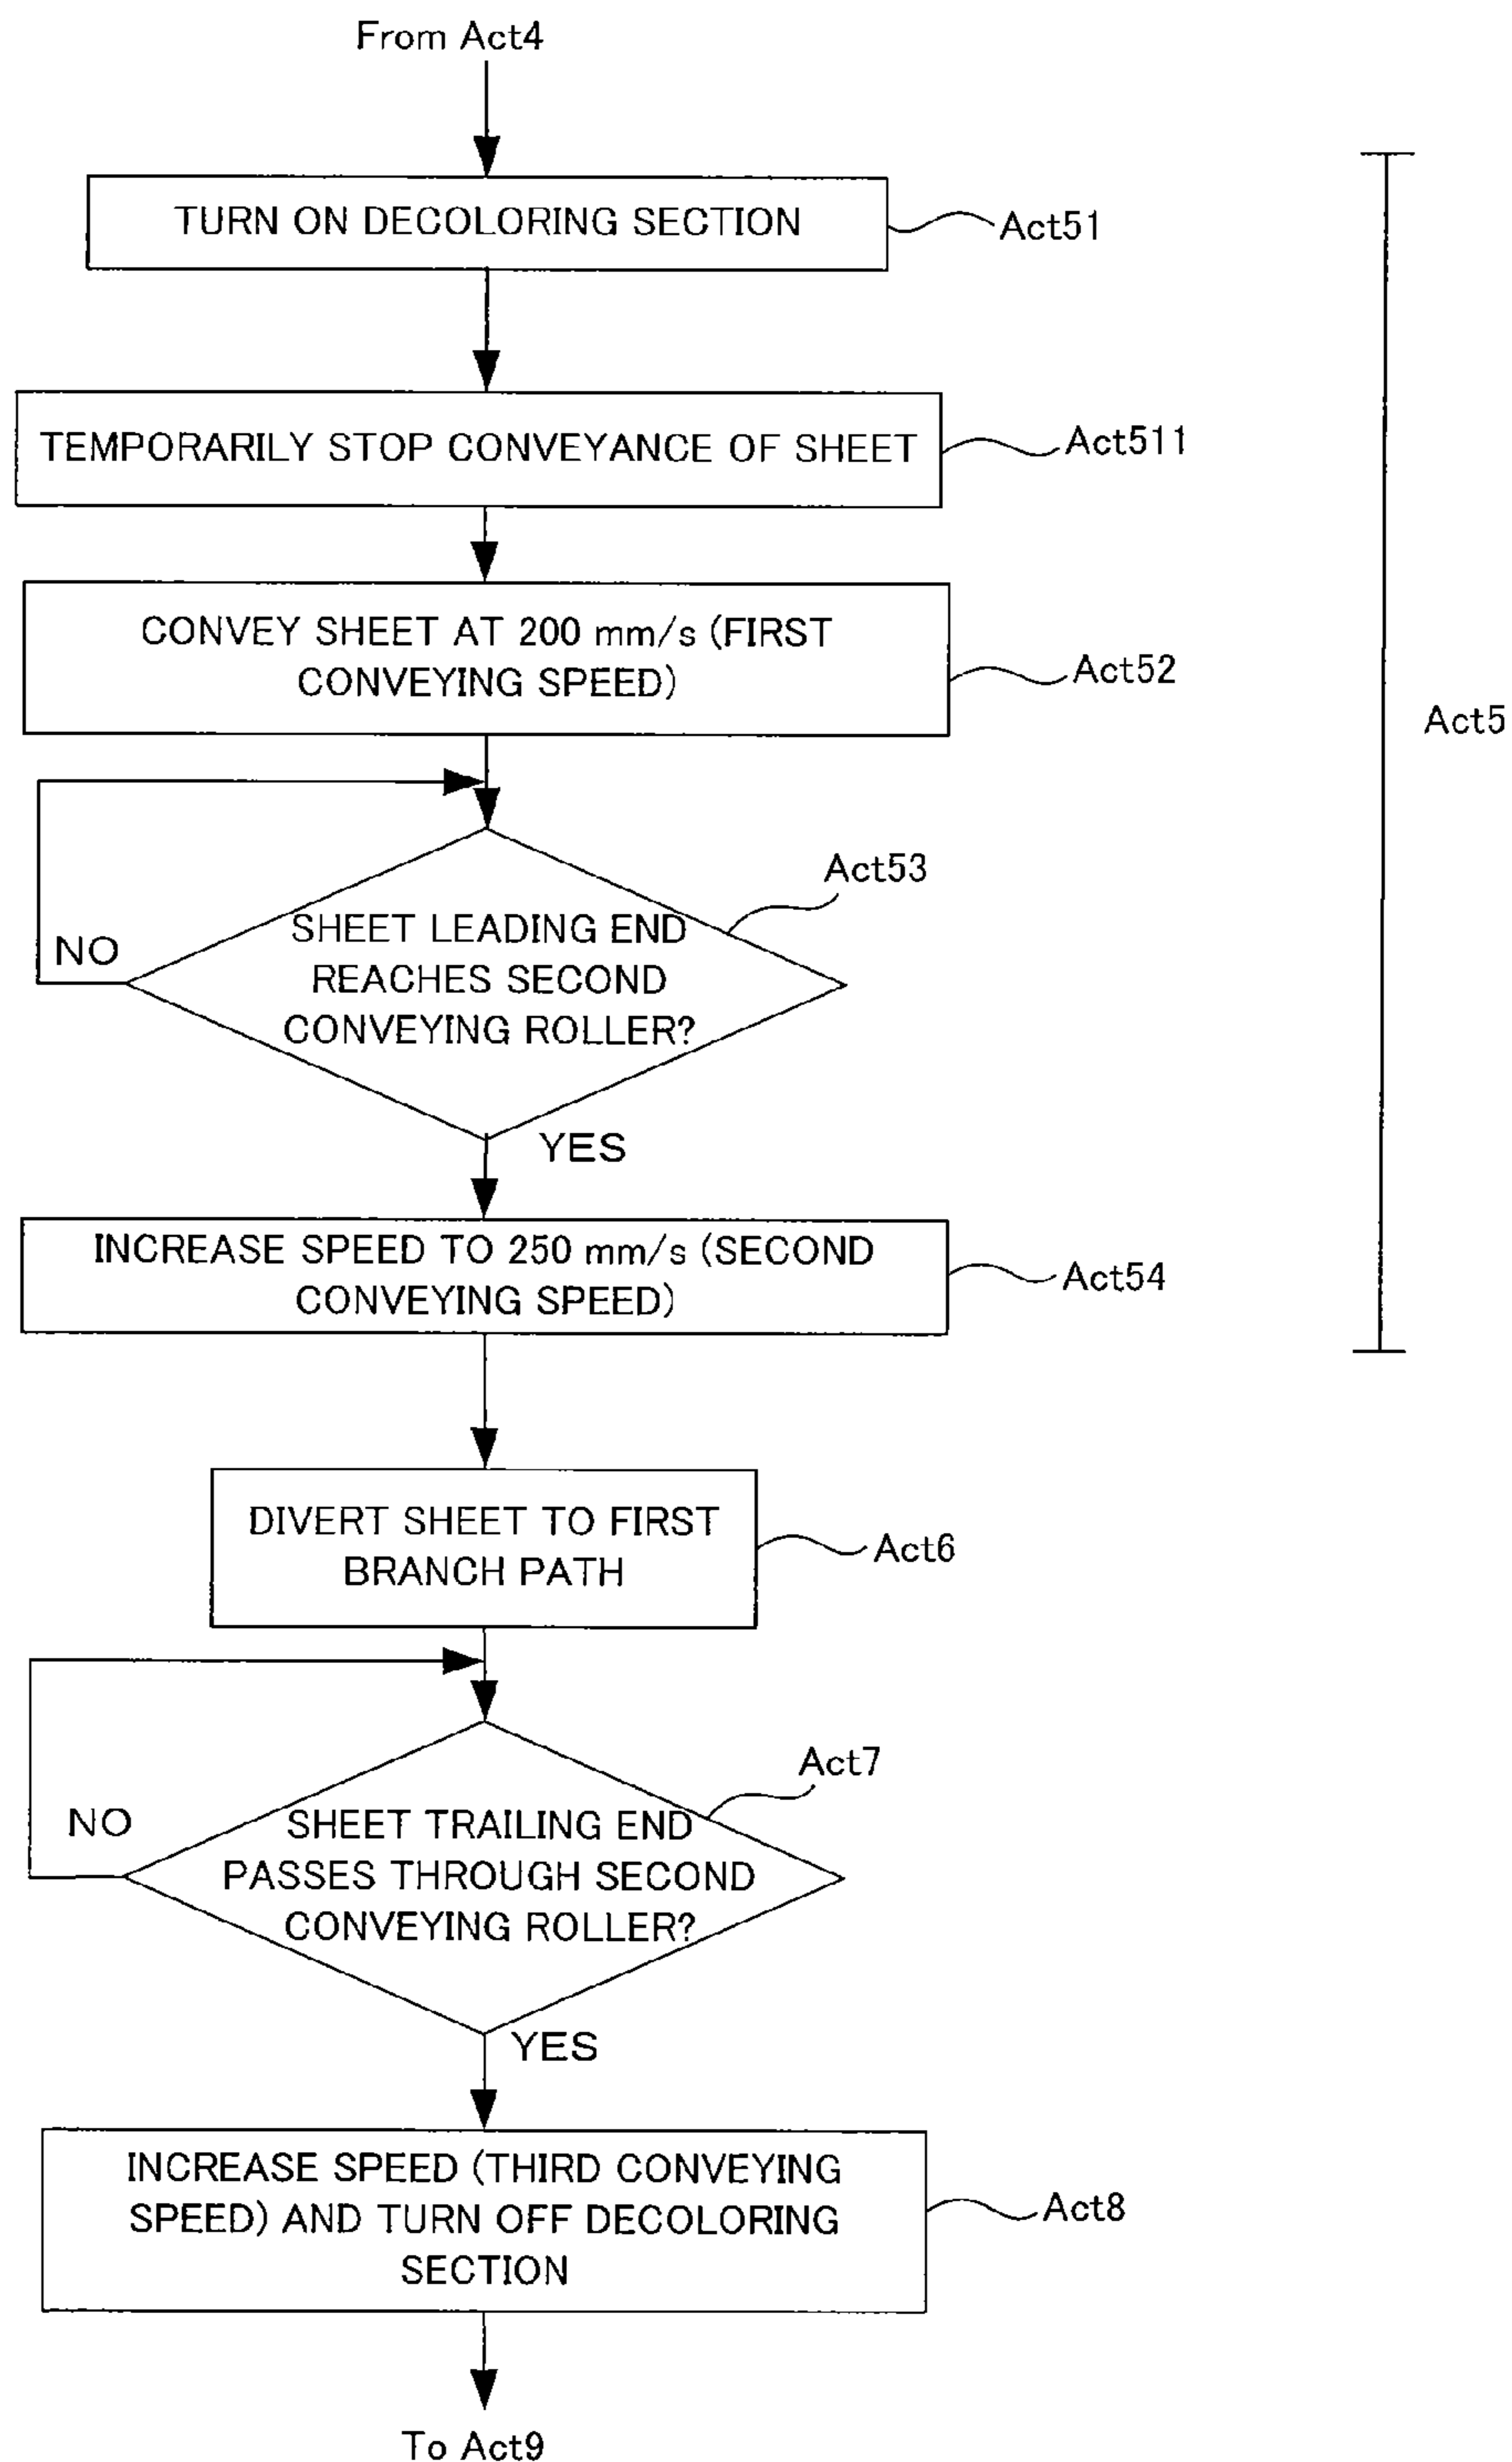 From Act4
TURN ON DECOLORING SECTION
Act51
TEMPORARILY STOP CONVEYANCE OF SHEET
Act511
CONVEY SHEET AT 200 mm/s (FIRST
CONVEYING SPEED)
Act52
Act5
Act53
SHEET LEADING END
REACHES SECOND
CONVEYING ROLLER?
NO
YES
INCREASE SPEED TO 250 mm/s (SECOND
CONVEYING SPEED)
Act54
DIVERT SHEET TO FIRST
BRANCH PATH
Act6
Act7
SHEET TRAILING END
PASSES THROUGH SECOND
CONVEYING ROLLER?
NO
YES
INCREASE SPEED (THIRD CONVEYING
SPEED) AND TURN OFF DECOLORING
SECTION
Act8
To Act9